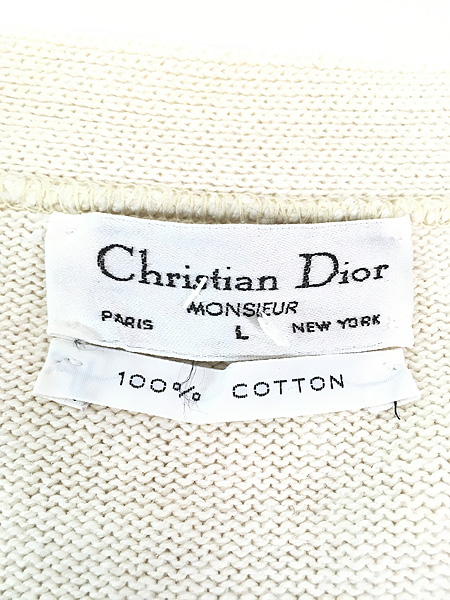 Christian Dior
MONSIEUR
PARIS L NEW YORK
100% COTTON